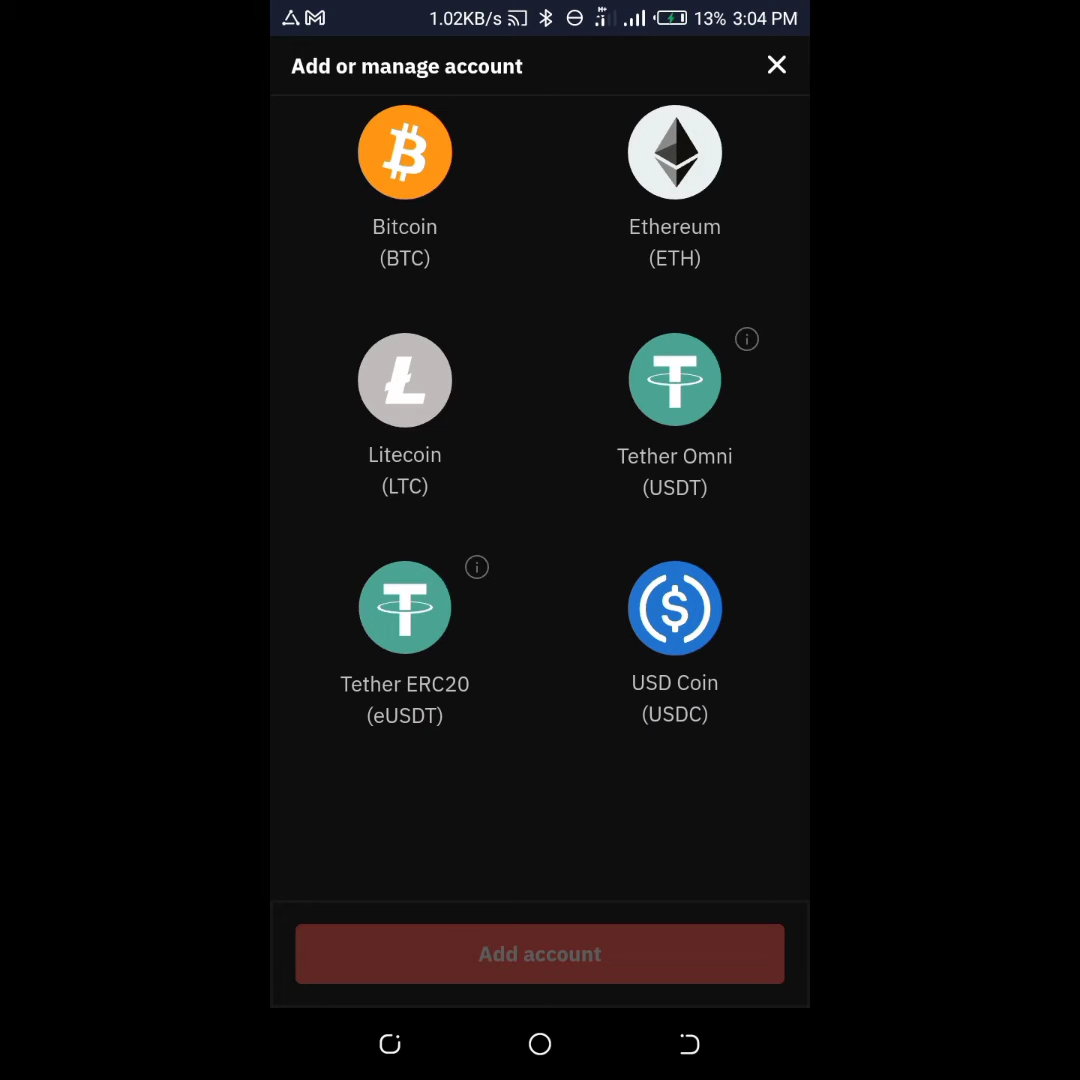 1.02KB/s H+ 13% 3:04 PM
Add or manage account
Bitcoin
(BTC)
Ethereum
(ETH)
Litecoin
(LTC)
Tether Omni
(USDT)
Tether ERC20
(eUSDT)
USD Coin
(USDC)
Add account